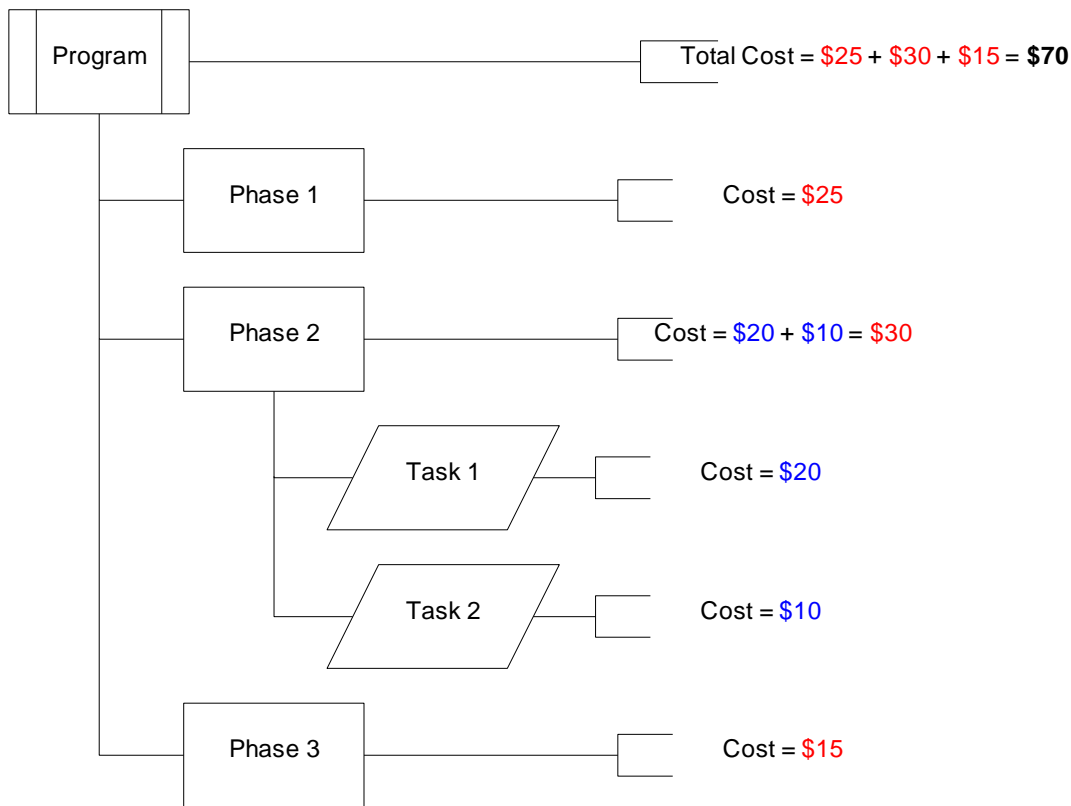 Program
Total Cost = $25 + $30 + $15 = $70
Phase 1
Cost = $25
Phase 2
Cost = $20 + $10 = $30
Task 1
Cost = $20
Task 2
Cost = $10
Phase 3
Cost = $15